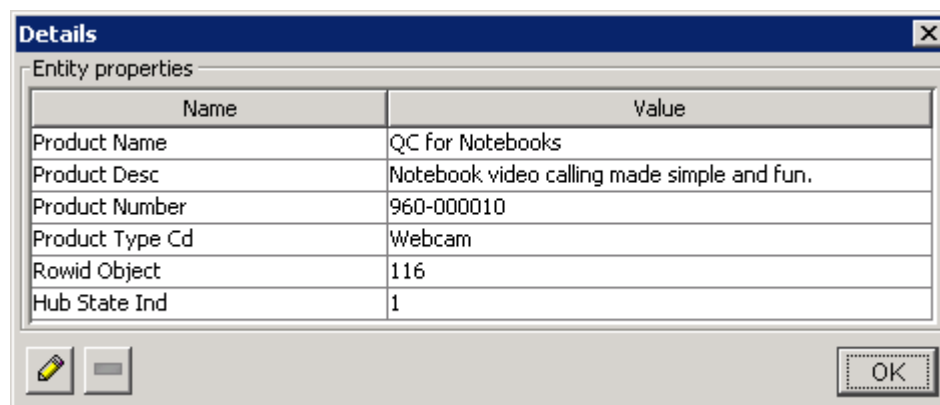 Details
Entity properties
Name Value
Product Name QC for Notebooks
Product Desc Notebook video calling made simple and fun.
Product Number 960-000010
Product Type Cd Webcam
Rowid Object 116
Hub State Ind 1
OK